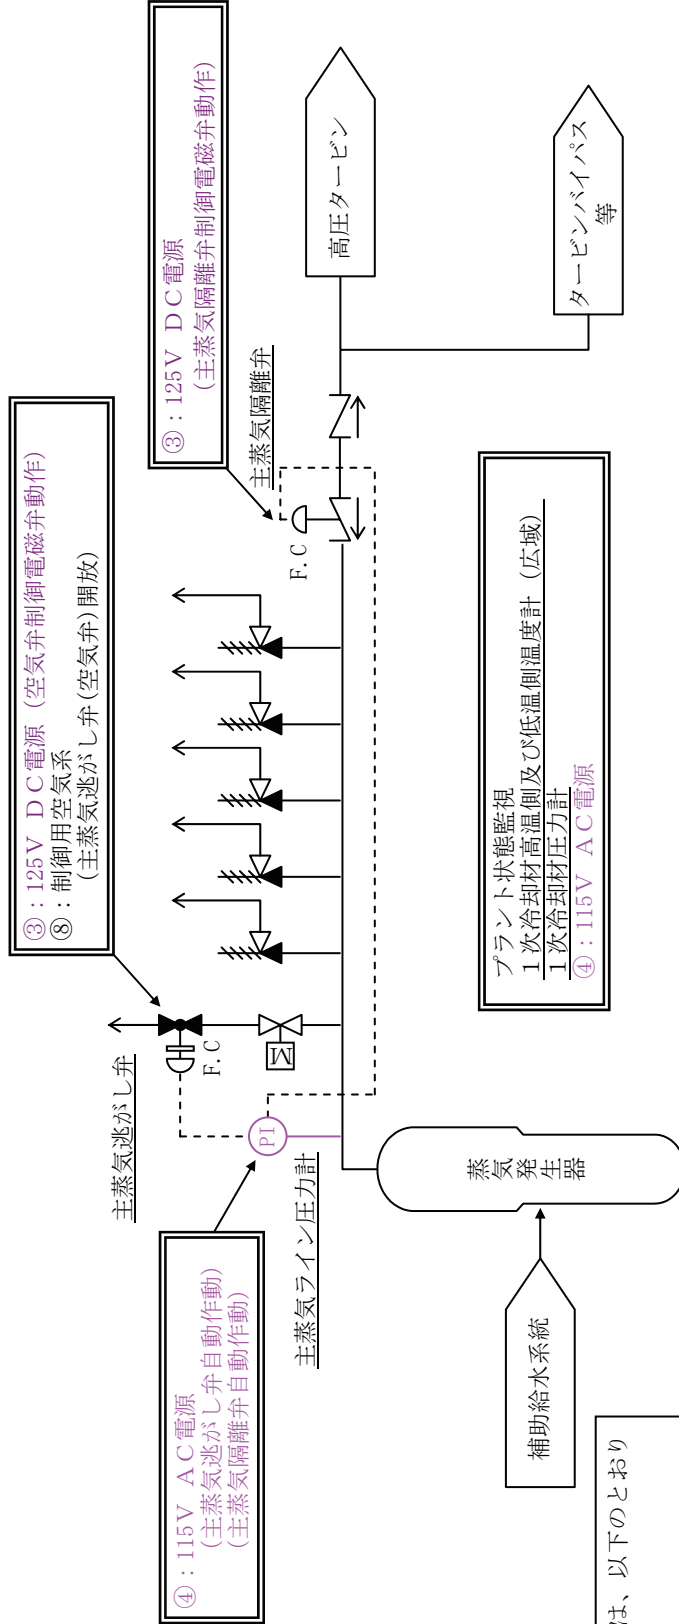 ③：125V DC電源（空気弁制御電磁弁動作）
⑧：制御用空気系
（主蒸気逃がし弁(空気弁)開放）
③：125V DC電源
（主蒸気隔離弁制御電磁弁動作）
主蒸気逃がし弁
F.C
M
PI
主蒸気隔離弁
F.C
高圧タービン
タービンバイパス
等
④：115V AC電源
（主蒸気逃がし弁自動作動）
（主蒸気隔離弁自動作動）
主蒸気ライン圧力計
蒸気発生器
補助給水系統
プラント状態監視
１次冷却材高温側及び低温側温度計（広域）
１次冷却材圧力計
④：115V AC電源
は、以下のとおり